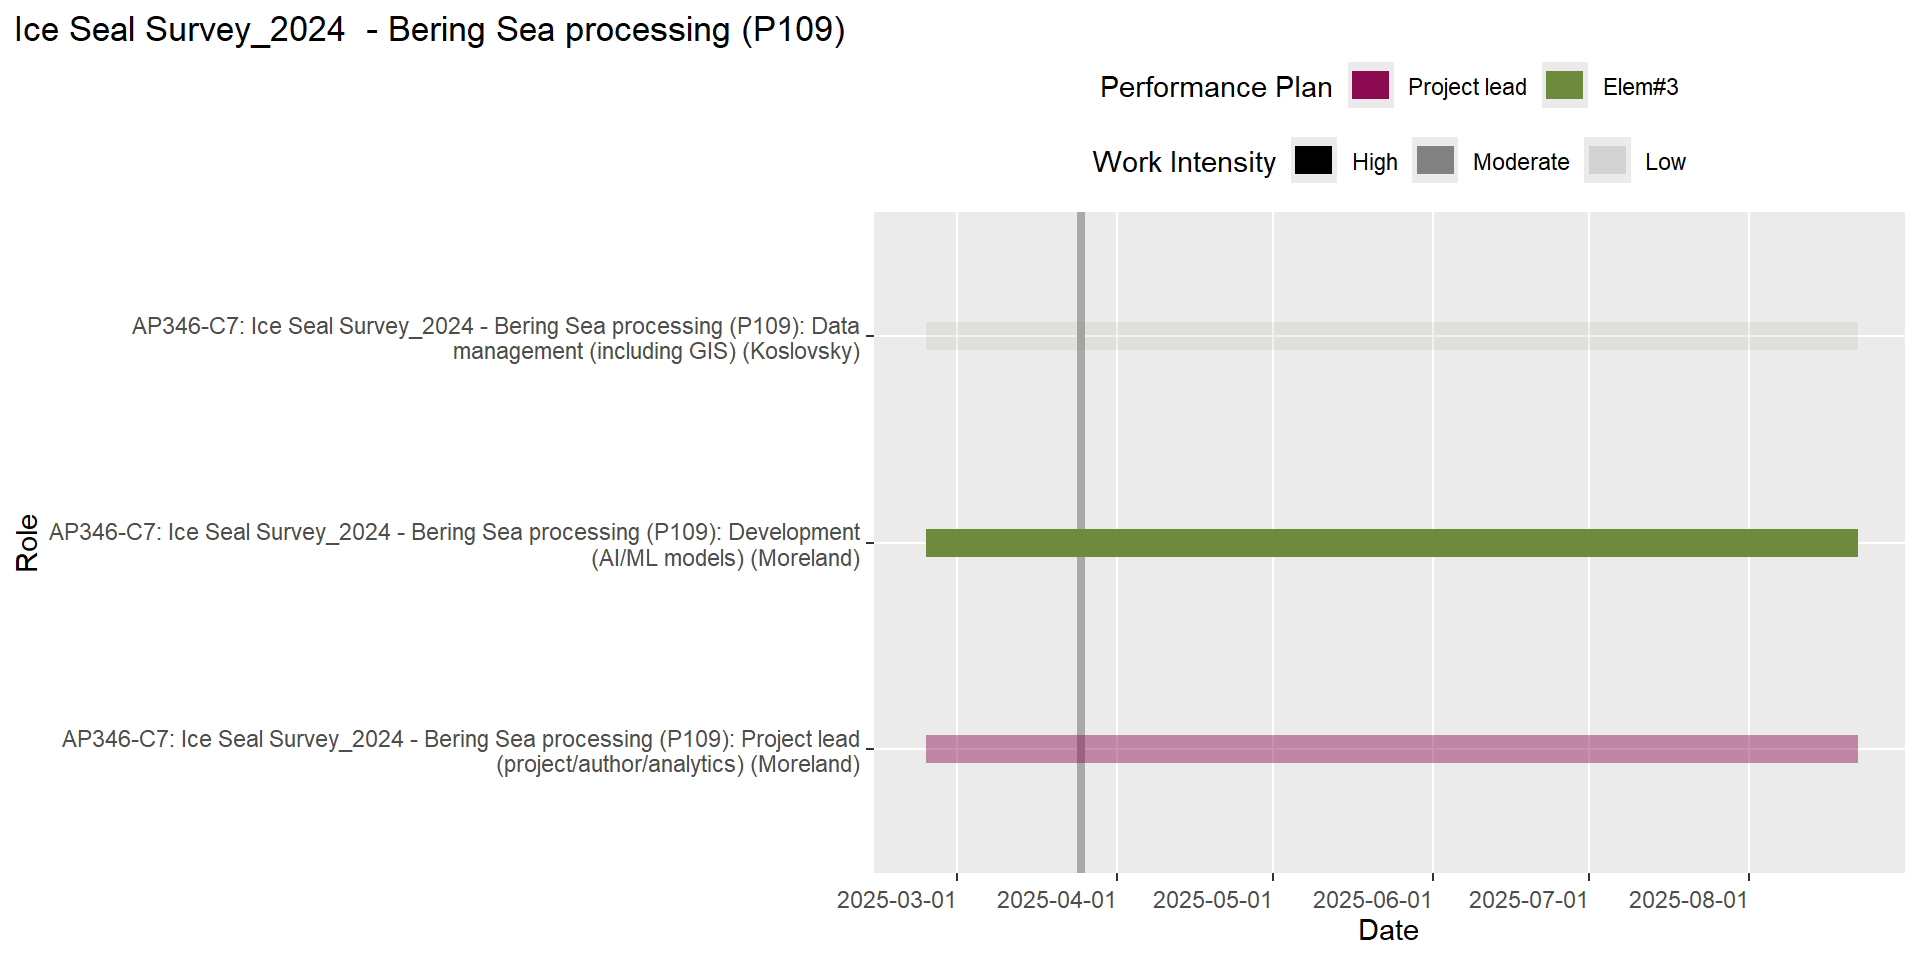 Ice Seal Survey_2024  - Bering Sea processing (P109)
Performance Plan Project lead Elem#3
Work Intensity High Moderate Low
AP346-C7: Ice Seal Survey_2024 - Bering Sea processing (P109): Data
management (including GIS) (Koslovsky)
AP346-C7: Ice Seal Survey_2024 - Bering Sea processing (P109): Development
(AI/ML models) (Moreland)
AP346-C7: Ice Seal Survey_2024 - Bering Sea processing (P109): Project lead
(project/author/analytics) (Moreland)
Role
2025-03-01 2025-04-01 2025-05-01 2025-06-01 2025-07-01 2025-08-01
Date